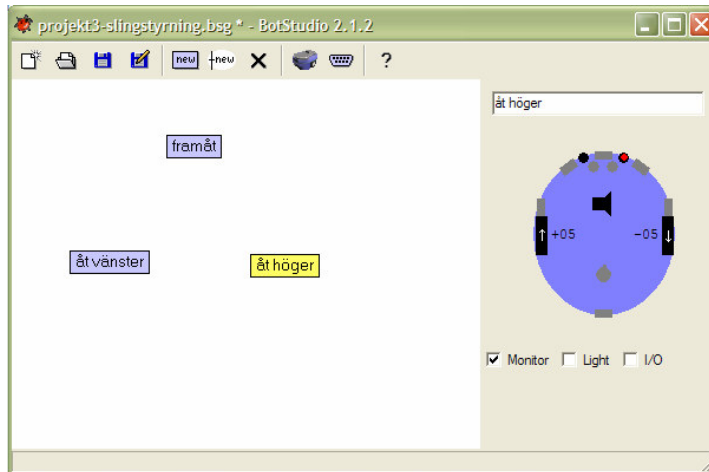 projekt3-slingstyrning.bsg * - BotStudio 2.1.2
new new ?
åt höger
framåt
+05 -05
åt vänster
åt höger
Monitor Light I/O